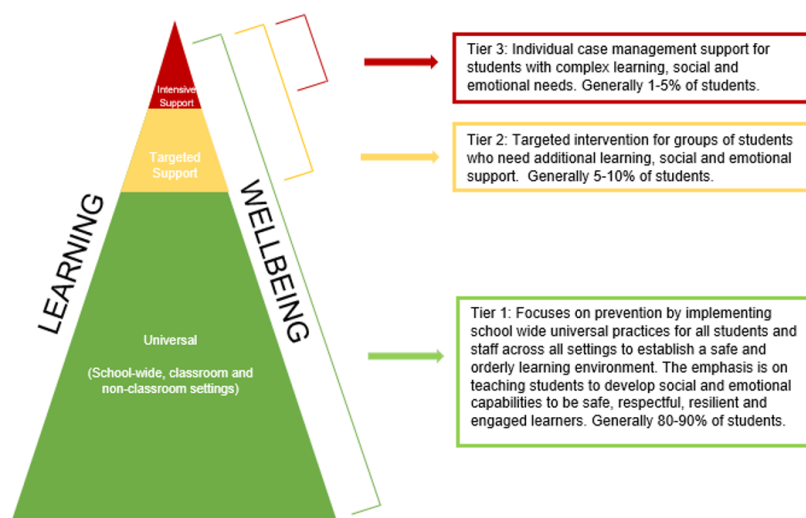 Intensive
Support
Targeted
Support
Universal
(School-wide, classroom and
non-classroom settings)
LEARNING
WELLBEING
Tier 3: Individual case management support for
students with complex learning, social and
emotional needs. Generally 1-5% of students.
Tier 2: Targeted intervention for groups of students
who need additional learning, social and emotional
support.  Generally 5-10% of students.
Tier 1: Focuses on prevention by implementing
school wide universal practices for all students and
staff across all settings to establish a safe and
orderly learning environment. The emphasis is on
teaching students to develop social and emotional
capabilities to be safe, respectful, resilient and
engaged learners. Generally 80-90% of students.